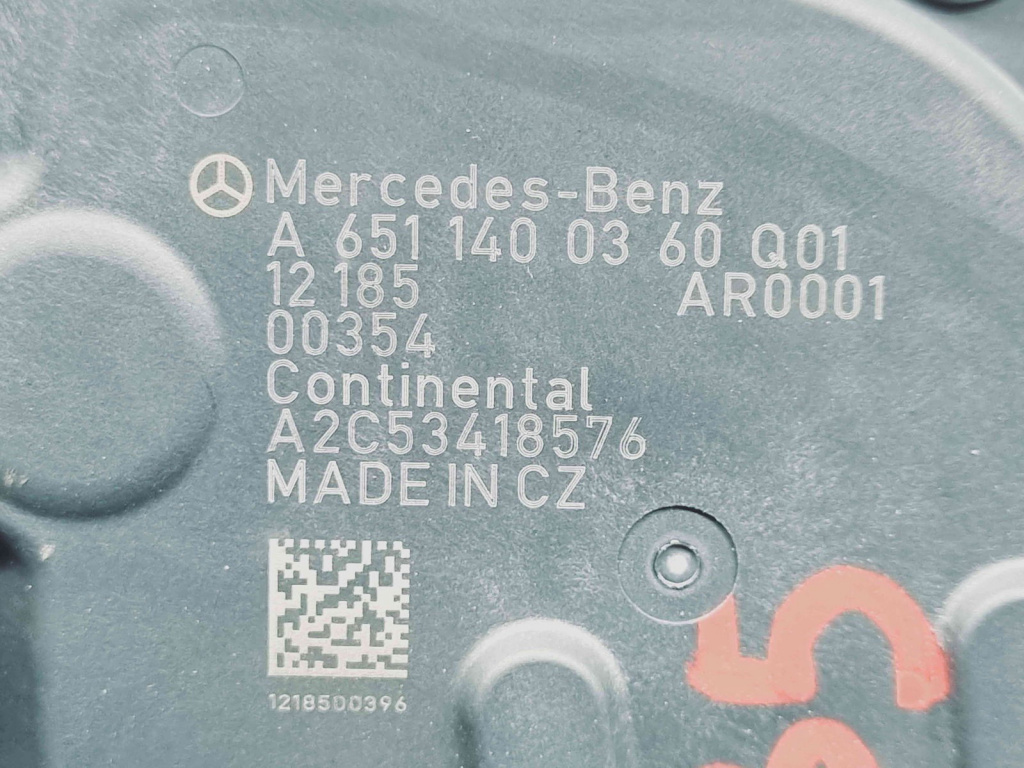 Mercedes-Benz
A 651 140 03 60 Q01
12 185 AR0001
00354
Continental
A2C53418576
MADE IN CZ
1218500396